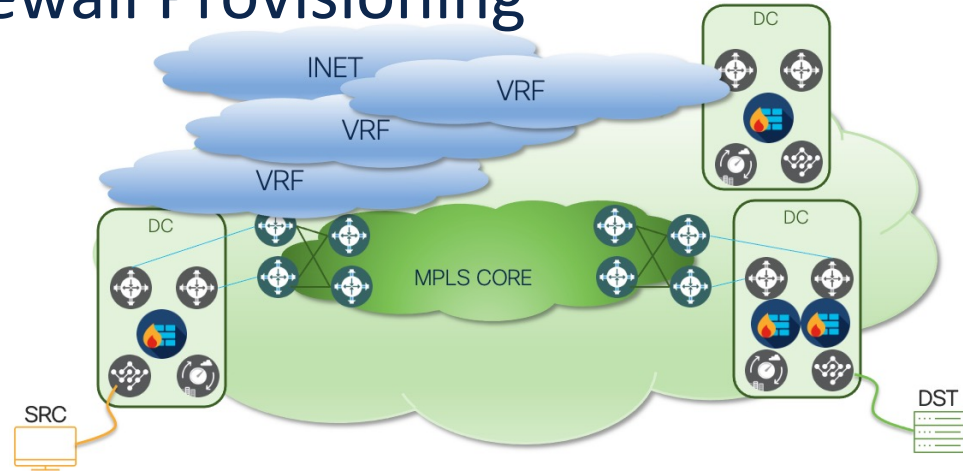 ewall Provisioning
DC
INET
VRF
VRF
VRF
DC
DC
MPLS CORE
SRC
DST